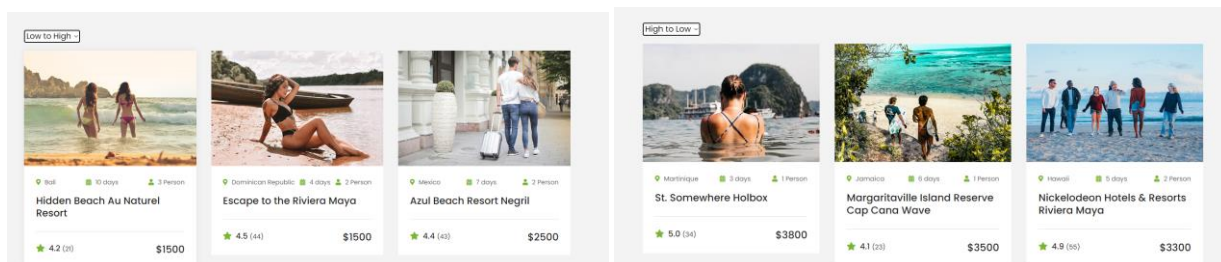 Low to High
Bali 10 days 3 Person
Hidden Beach Au Naturel
Resort
4.2 (21) $1500
Dominican Republic 4 days 2 Person
Escape to the Riviera Maya
4.5 (44) $1500
Mexico 7 days 2 Person
Azul Beach Resort Negril
4.4 (43) $2500
High to Low
Martinique 3 days 1 Person
St. Somewhere Holbox
5.0 (34) $3800
Jamaica 6 days 1 Person
Margaritaville Island Reserve
Cap Cana Wave
4.1 (23) $3500
Hawaii 5 days 2 Person
Nickelodeon Hotels & Resorts
Riviera Maya
4.9 (55) $3300